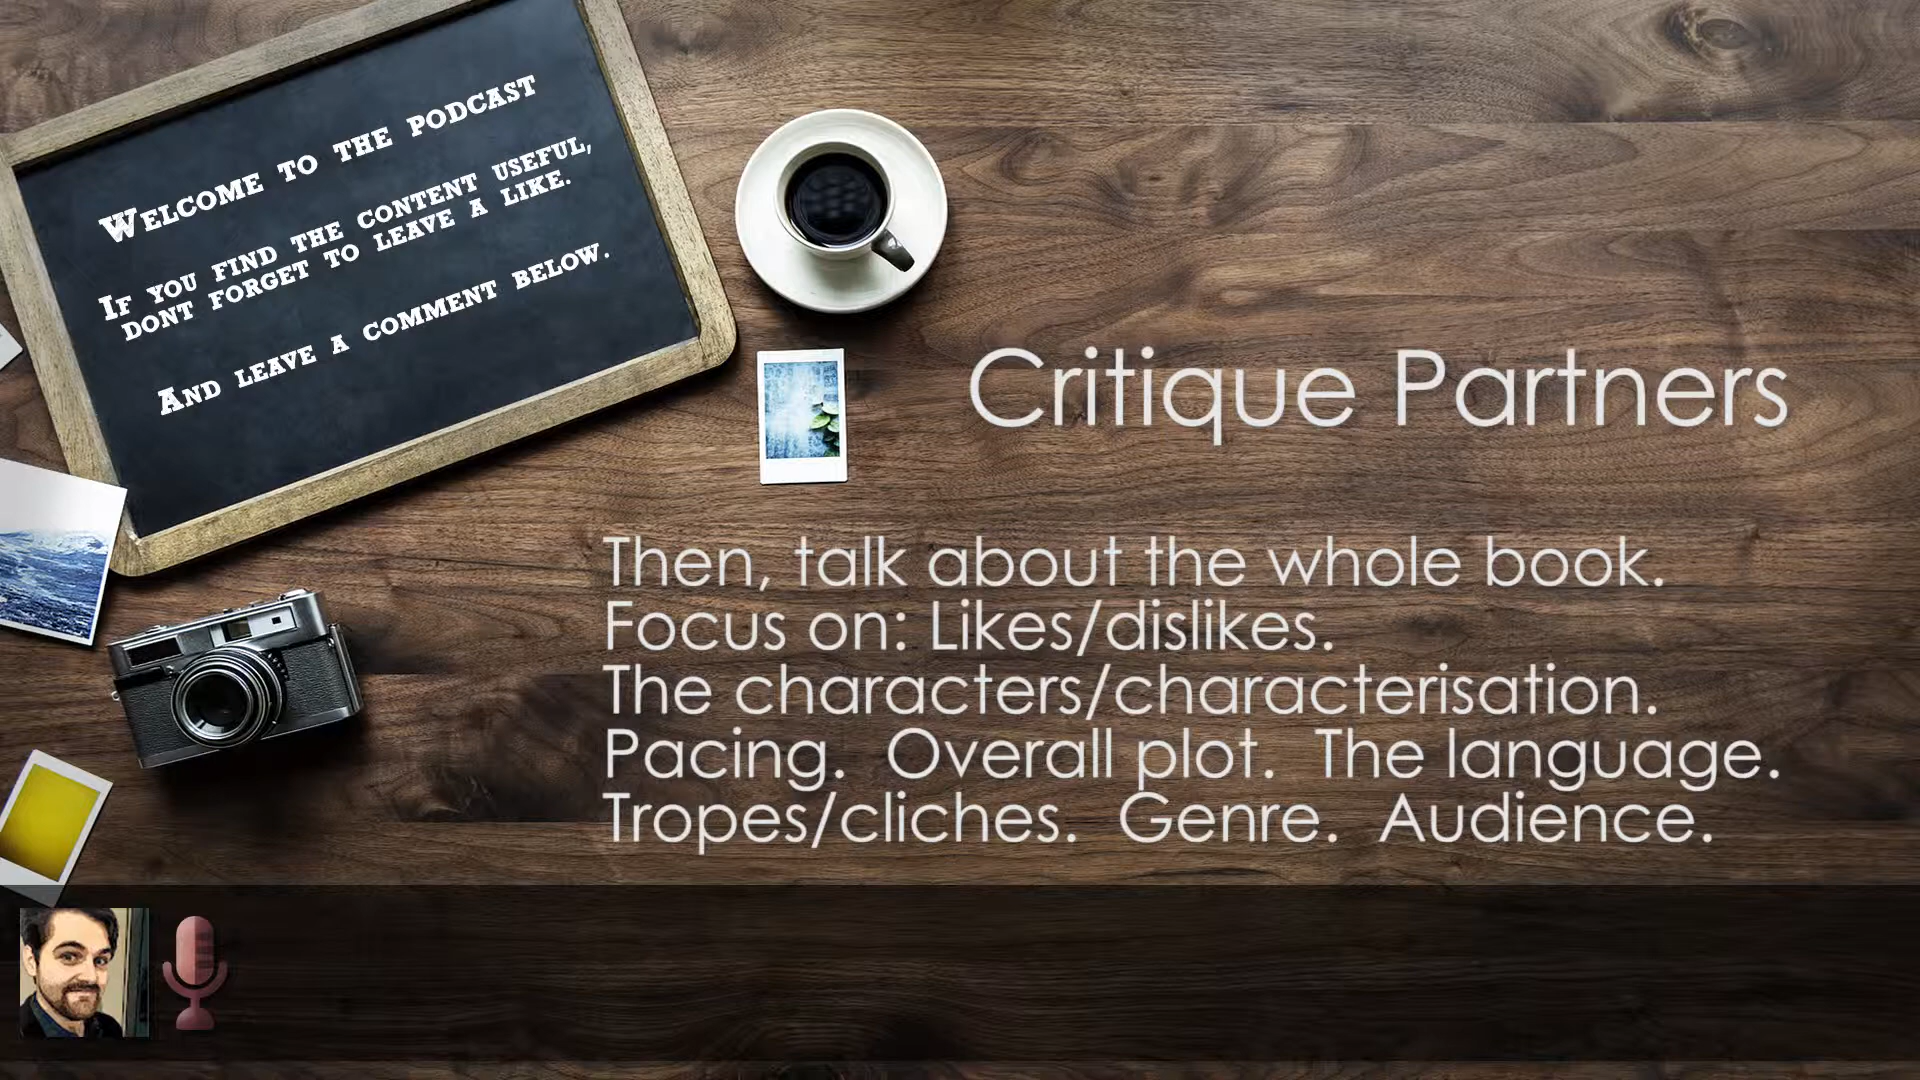 Welcome to the podcast
If you find the content useful,
dont forget to leave a like.
And leave a comment below.
Critique Partners
Then, talk about the whole book.
Focus on: Likes/dislikes.
The characters/characterisation.
Pacing.  Overall plot.  The language.
Tropes/cliches.  Genre.  Audience.